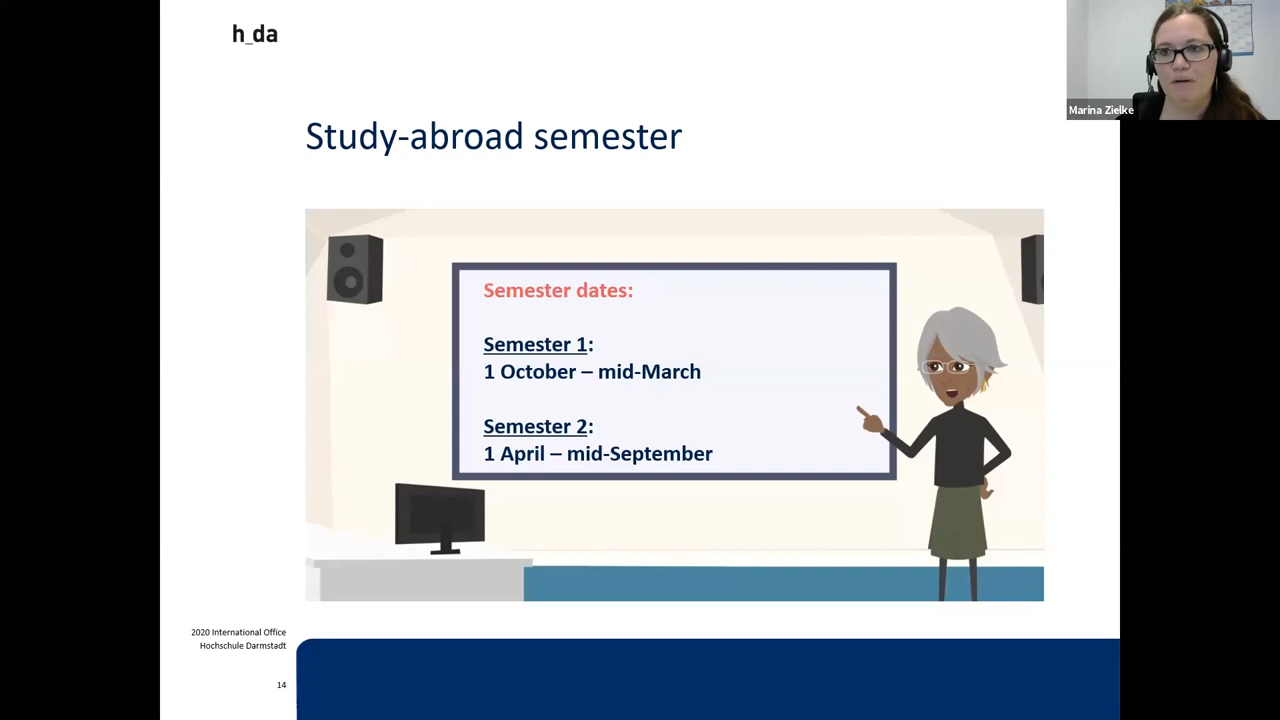 h_da
Marina Zielke
Study-abroad semester
Semester dates:
Semester 1:
1 October – mid-March
Semester 2:
1 April – mid-September
2020 International Office
Hochschule Darmstadt
14